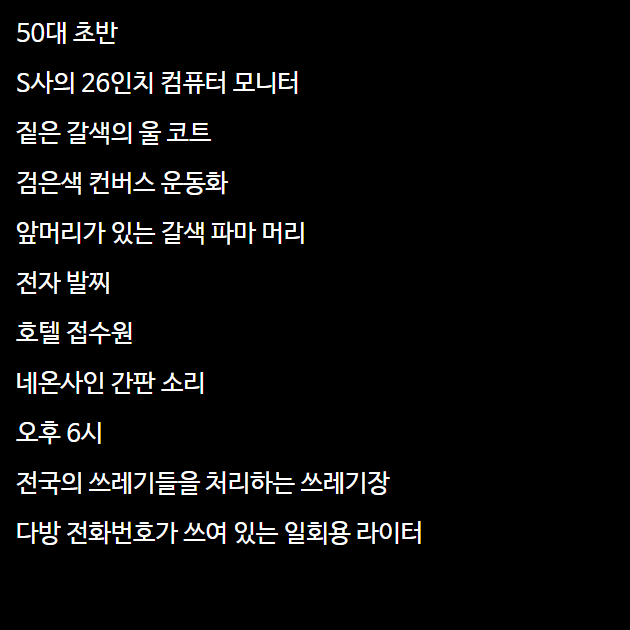 50대 초반
S사의 26인치 컴퓨터 모니터
짙은 갈색의 울 코트
검은색 컨버스 운동화
앞머리가 있는 갈색 파마 머리
전자 발찌
호텔 접수원
네온사인 간판 소리
오후 6시
전국의 쓰레기들을 처리하는 쓰레기장
다방 전화번호가 쓰여 있는 일회용 라이터